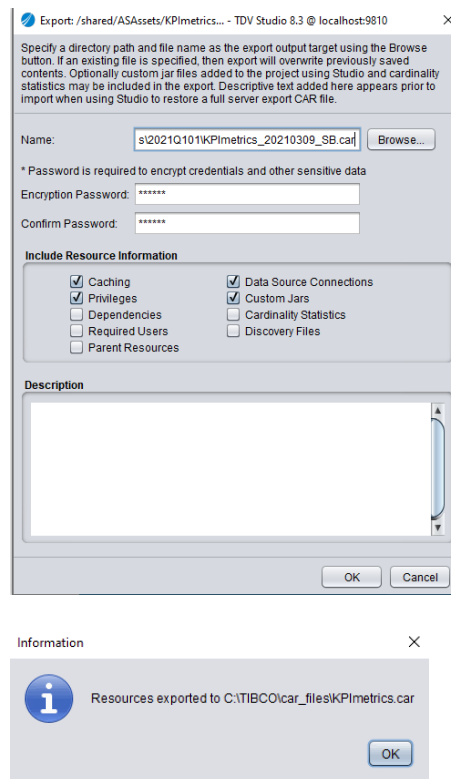 Export: /shared/ASAssets/KPImetrics... - TDV Studio 8.3 @ localhost:9810
Specify a directory path and file name as the export output target using the Browse
button. If an existing file is specified, then export will overwrite previously saved
contents. Optionally custom jar files added to the project using Studio and cardinality
statistics may be included in the export. Descriptive text added here appears prior to
import when using Studio to restore a full server export CAR file.
Name: s\2021Q101\KPImetrics_20210309_SB.car Browse...
* Password is required to encrypt credentials and other sensitive data
Encryption Password: ******
Confirm Password: ******
Include Resource Information
Caching Data Source Connections
Privileges Custom Jars
Dependencies Cardinality Statistics
Required Users Discovery Files
Parent Resources
Description
OK Cancel
Information
Resources exported to C:\TIBCO\car_files\KPImetrics.car
OK